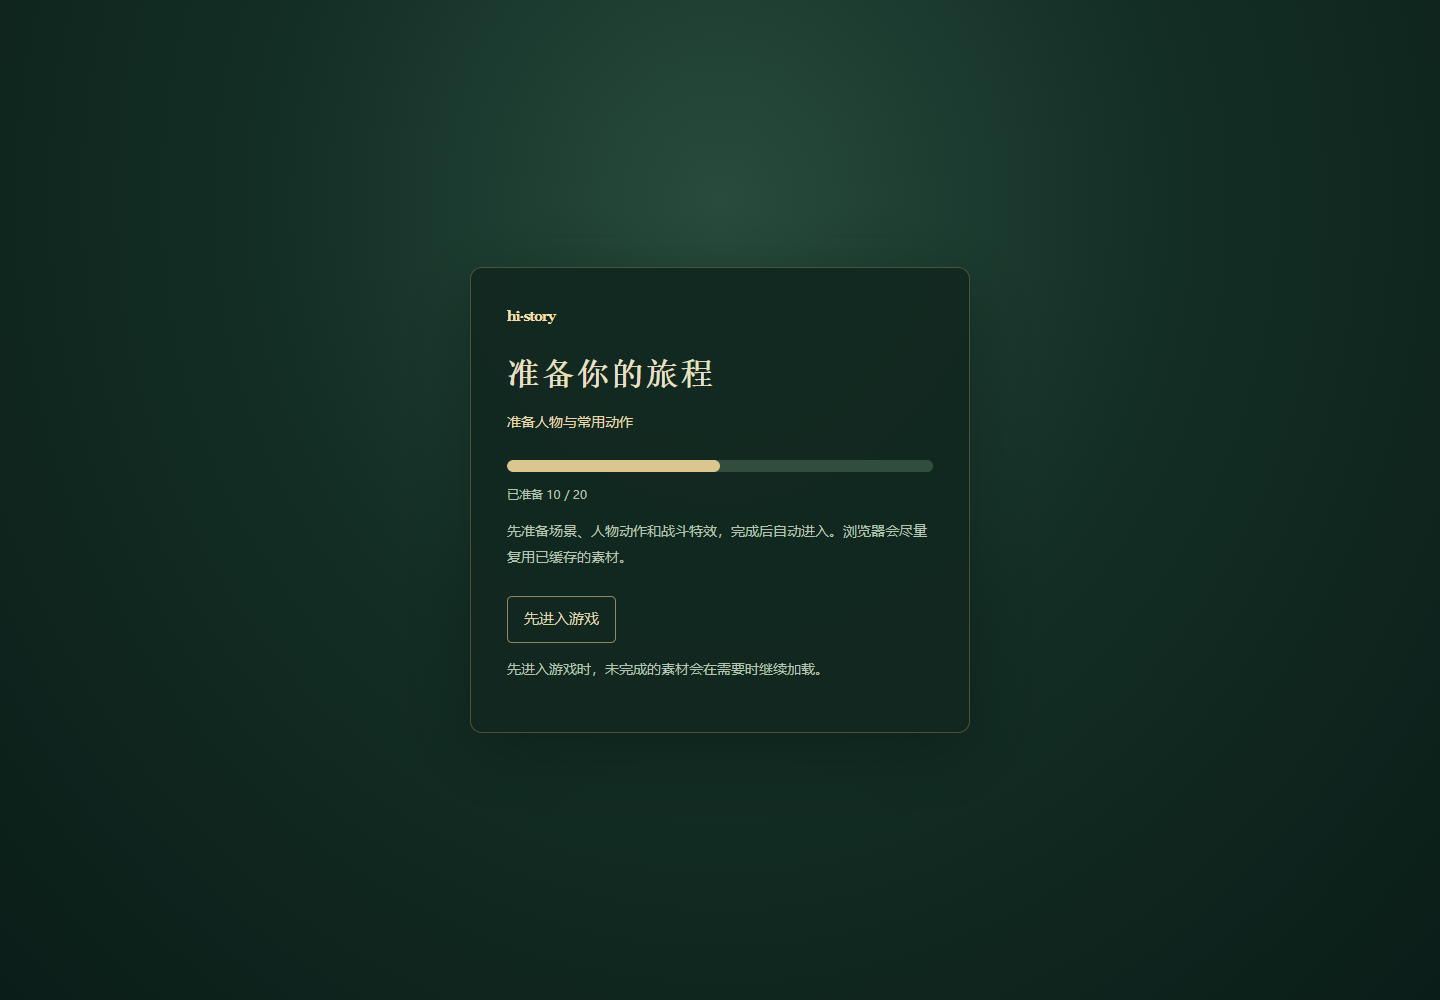 hi·story
准备你的旅程
准备人物与常用动作
已准备 10 / 20
先准备场景、人物动作和战斗特效，完成后自动进入。浏览器会尽量
复用已缓存的素材。
先进入游戏
先进入游戏时，未完成的素材会在需要时继续加载。